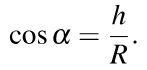 cos α = h/R.